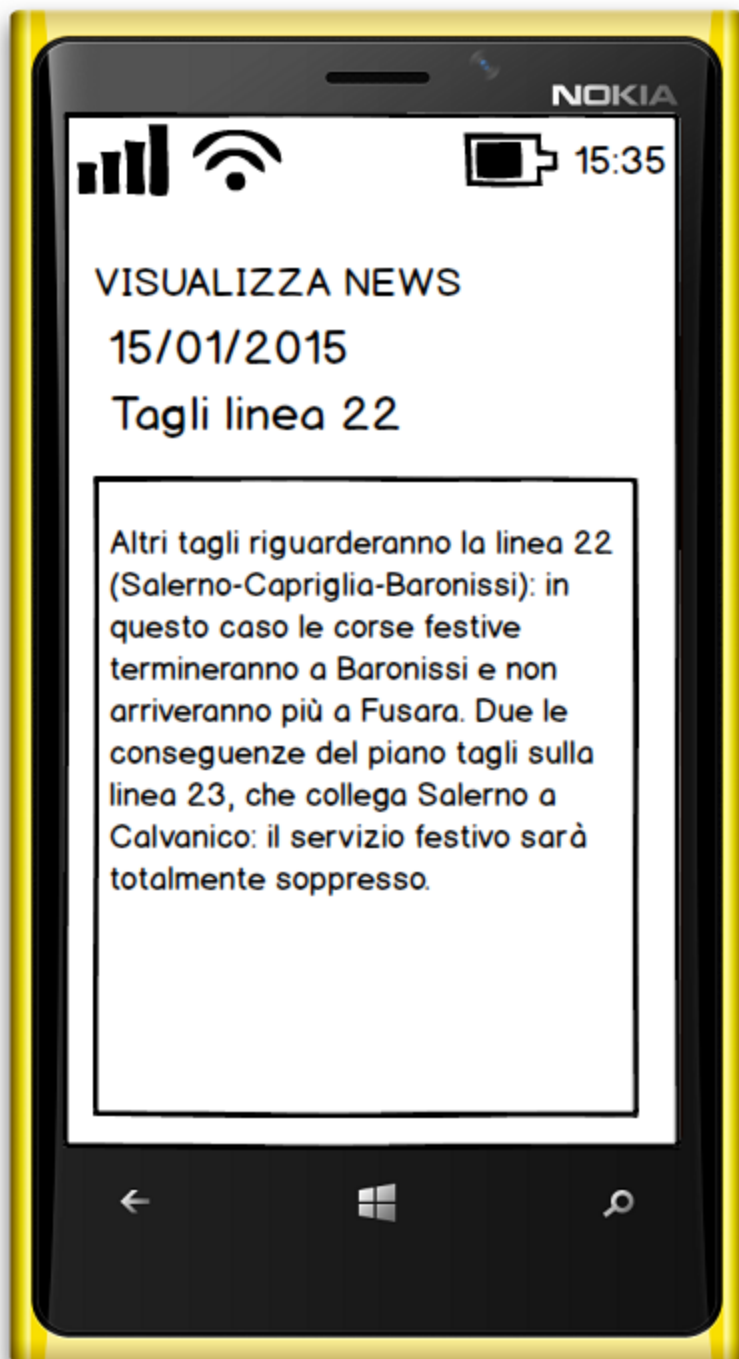 NOKIA
15:35
VISUALIZZA NEWS
15/01/2015
Tagli linea 22
Altri tagli riguarderanno la linea 22
(Salerno-Capriglia-Baronissi): in
questo caso le corse festive
termineranno a Baronissi e non
arriveranno più a Fusara. Due le
conseguenze del piano tagli sulla
linea 23, che collega Salerno a
Calvanico: il servizio festivo sarà
totalmente soppresso.